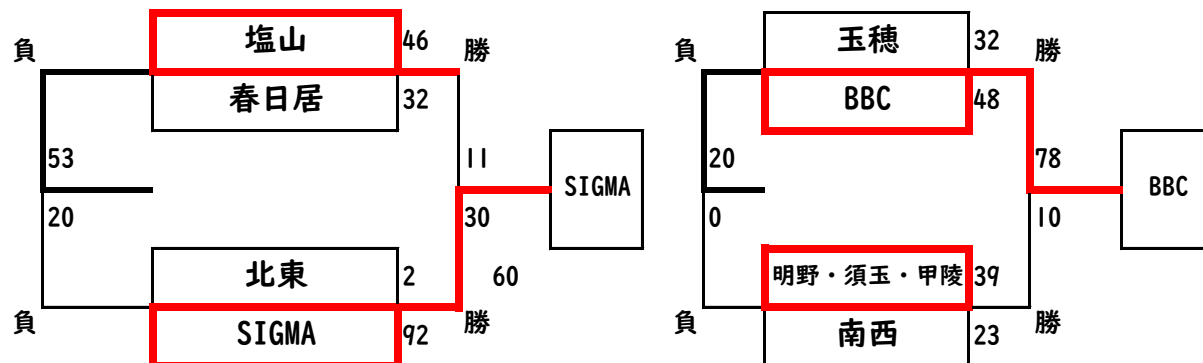 塩山 46
負 勝
春日居 32
53 11
SIGMA
20 30
北東 2 60
負 勝
SIGMA 92
玉穂 32
負 勝
BBC 48
20 78
BBC
0 10
明野・須玉・甲陵 39
負 勝
南西 23